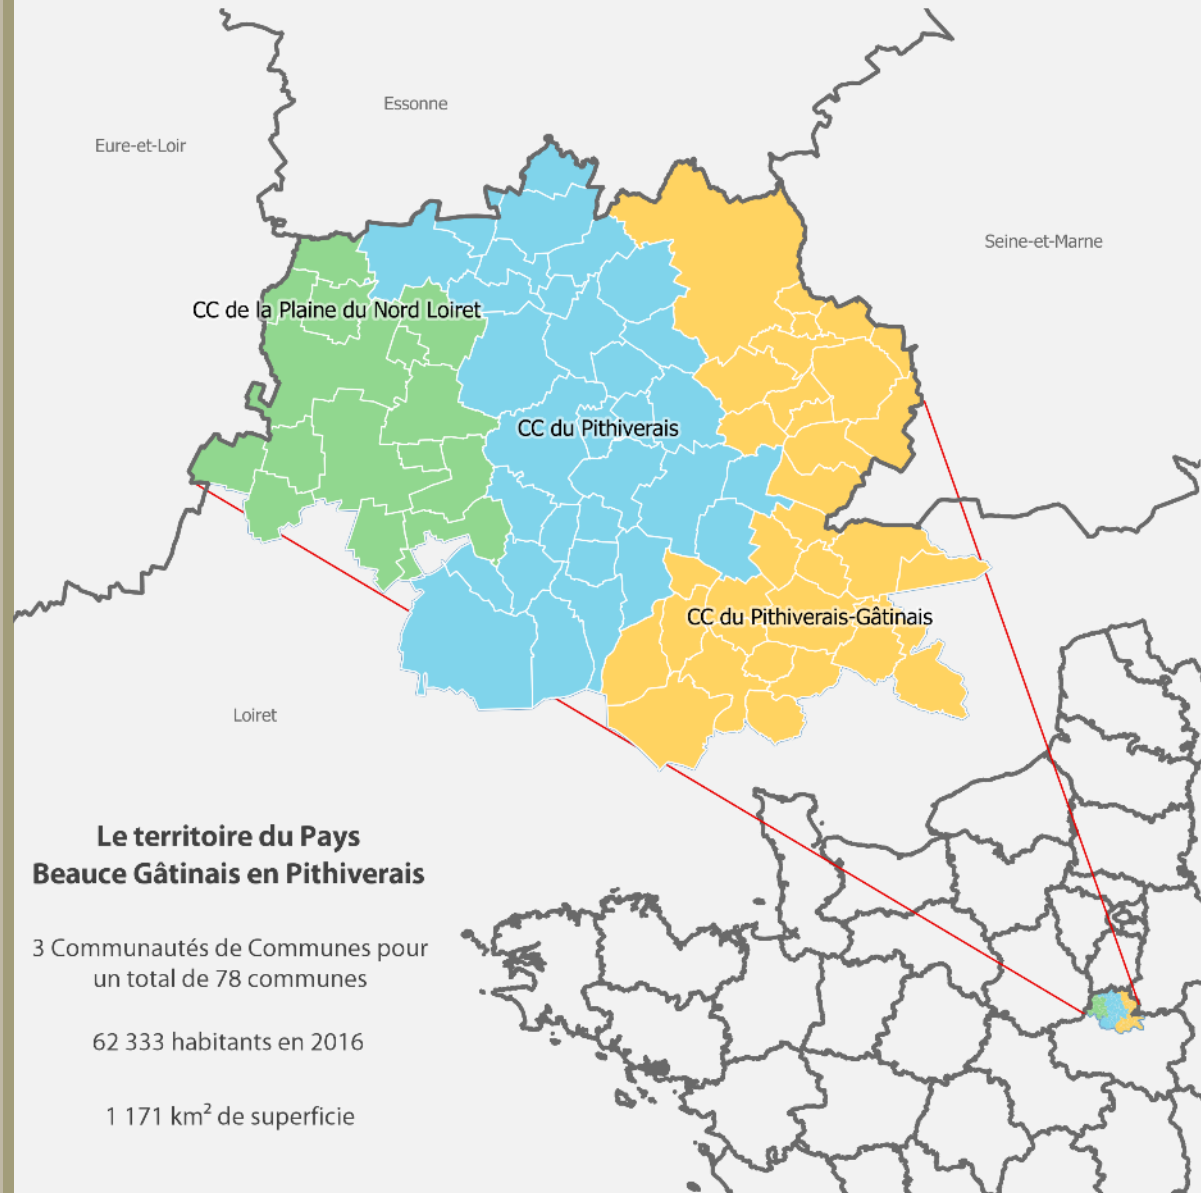 Essonne
Eure-et-Loir
Seine-et-Marne
CC de la Plaine du Nord Loiret
CC du Pithiverais
CC du Pithiverais-Gâtinais
Loiret
Le territoire du Pays
Beauce Gâtinais en Pithiverais
3 Communautés de Communes pour
un total de 78 communes
62 333 habitants en 2016
1 171 km² de superficie